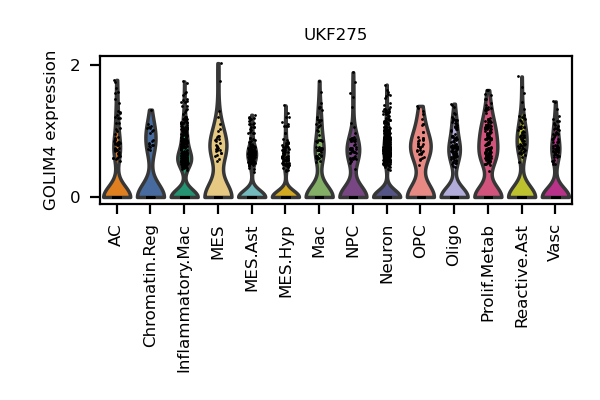 UKF275
GOLIM4 expression
2
0
AC
Chromatin.Reg
Inflammatory.Mac
MES
MES.Ast
MES.Hyp
Mac
NPC
Neuron
OPC
Oligo
Prolif.Metab
Reactive.Ast
Vasc